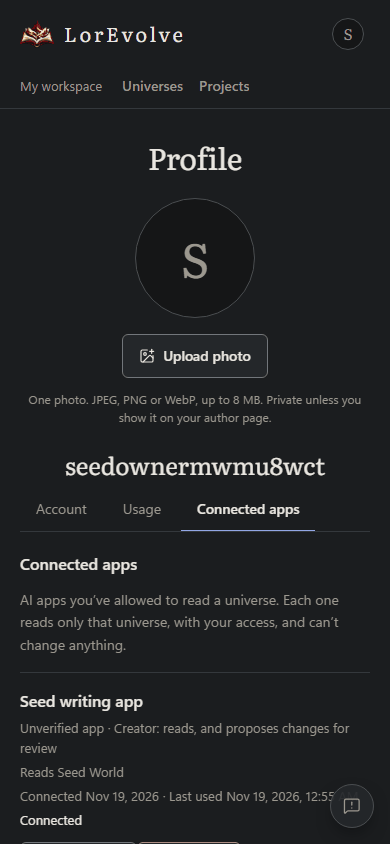 LorEvolve
S
My workspace Universes Projects
Profile
S
Upload photo
One photo. JPEG, PNG or WebP, up to 8 MB. Private unless you
show it on your author page.
seedownermwmu8wct
Account Usage Connected apps
Connected apps
AI apps you’ve allowed to read a universe. Each one
reads only that universe, with your access, and can’t
change anything.
Seed writing app
Unverified app · Creator: reads, and proposes changes for
review
Reads Seed World
Connected Nov 19, 2026 · Last used Nov 19, 2026, 12:55
Connected